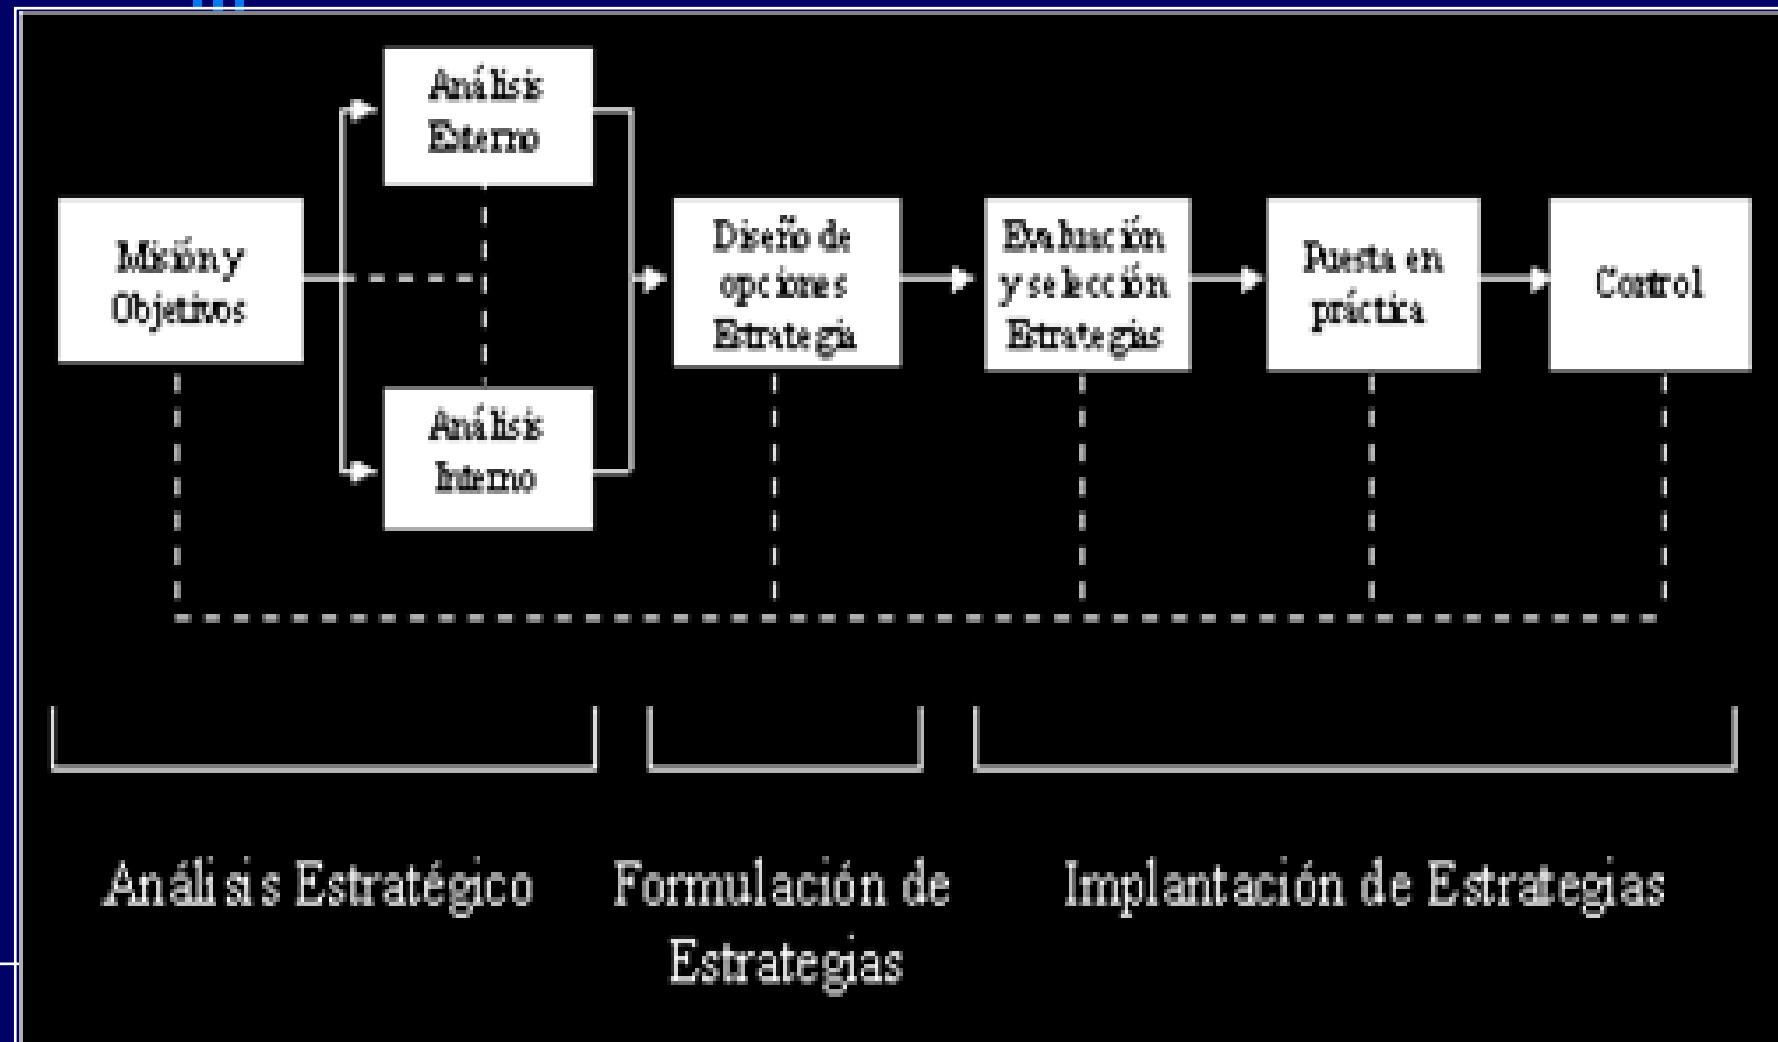 Análisis
Externo
Misión y
Objetivos
Análisis
Interno
Diseño de
opciones
Estrategia
Evaluación
y selección
Estrategias
Puesta en
práctica
Control
Análisis Estratégico
Formulación de
Estrategias
Implantación de Estrategias